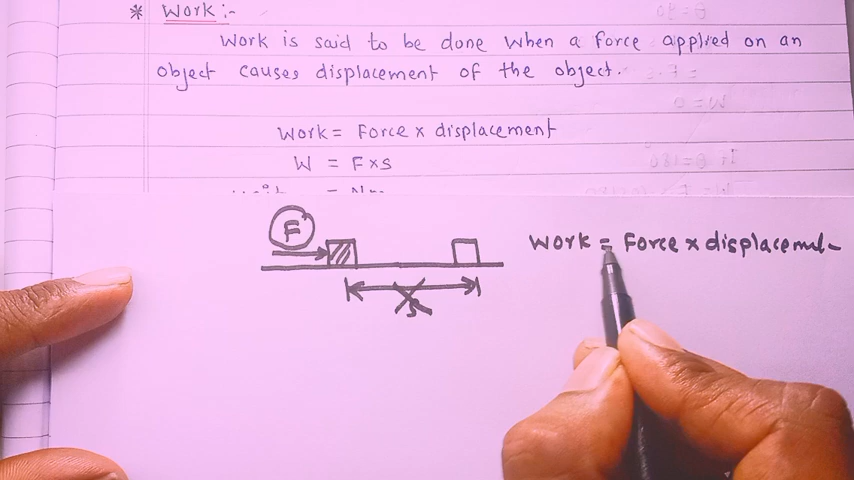 * Work :-
Work is said to be done when a force applied on an
object causes displacement of the object.
Work = Force x displacement
W = F x s
F
s
Work = Force x displacement